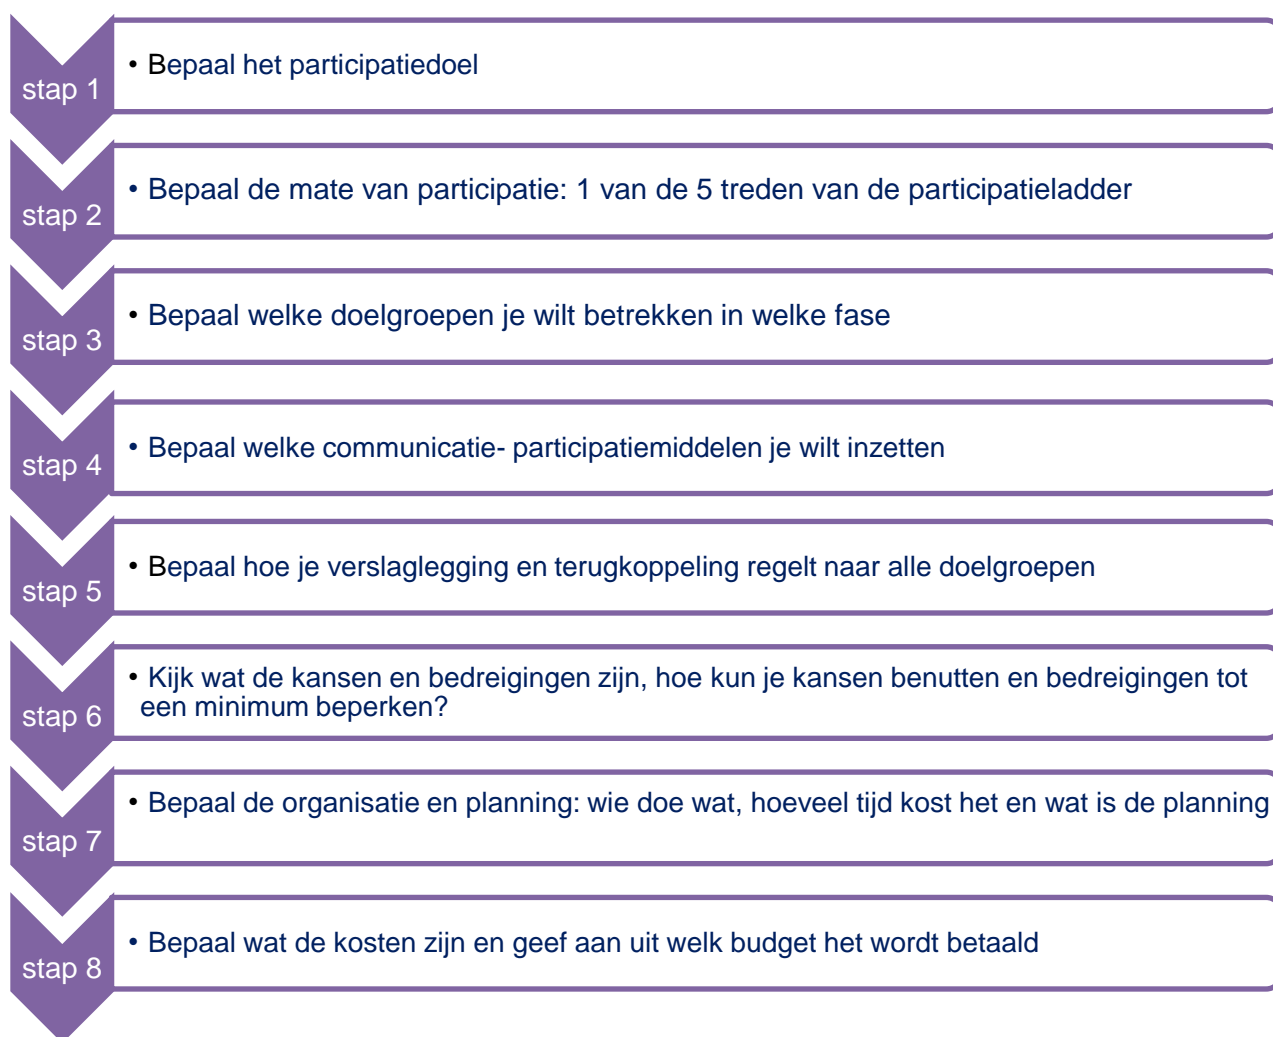 stap 1
• Bepaal het participatiedoel
stap 2
• Bepaal de mate van participatie: 1 van de 5 treden van de participatieladder
stap 3
• Bepaal welke doelgroepen je wilt betrekken in welke fase
stap 4
• Bepaal welke communicatie- participatiemiddelen je wilt inzetten
stap 5
• Bepaal hoe je verslaglegging en terugkoppeling regelt naar alle doelgroepen
stap 6
• Kijk wat de kansen en bedreigingen zijn, hoe kun je kansen benutten en bedreigingen tot
een minimum beperken?
stap 7
• Bepaal de organisatie en planning: wie doe wat, hoeveel tijd kost het en wat is de planning
stap 8
• Bepaal wat de kosten zijn en geef aan uit welk budget het wordt betaald